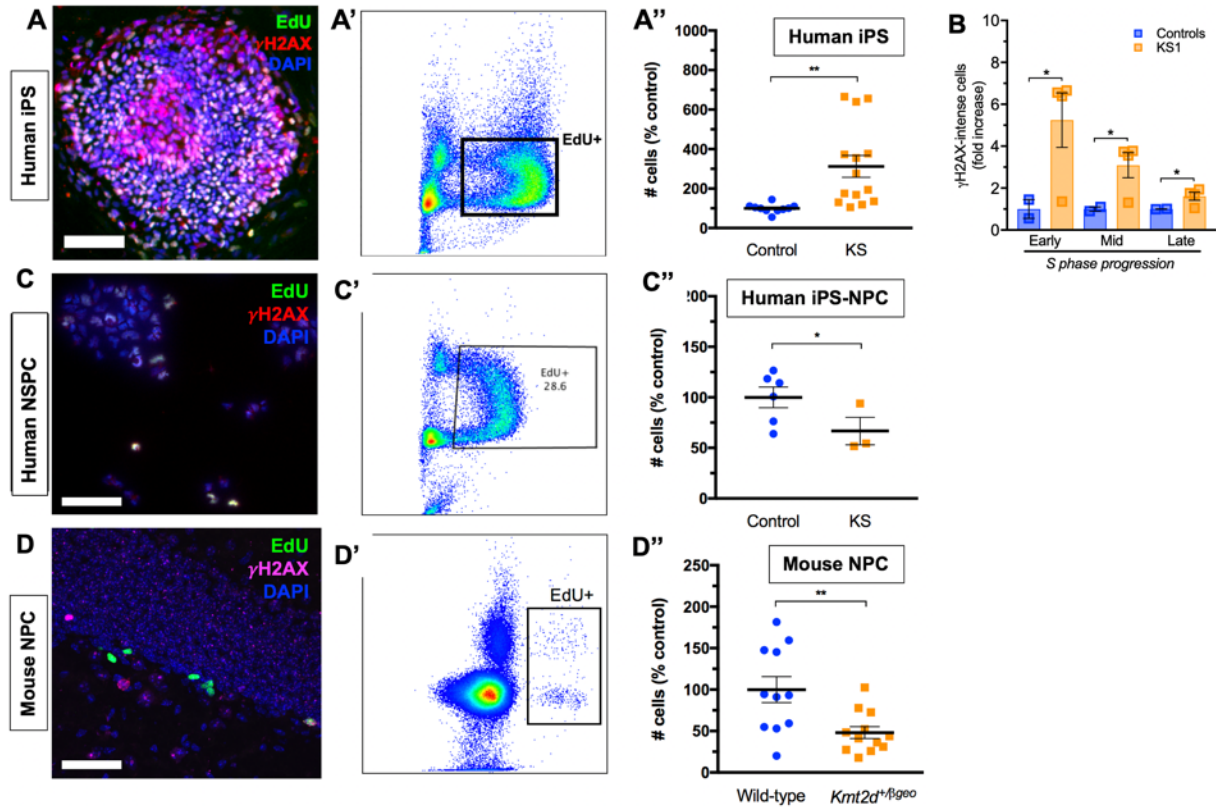 A
EdU
γH2AX
DAPI
Human iPS
A'
EdU+
A''
Human iPS
**
# cells (% control)
1000
800
600
400
300
200
100
0
Control KS
B
Controls
KS1
γH2AX-intense cells
(fold increase)
8
6
4
2
0
* * *
Early Mid Late
S phase progression
C
EdU
γH2AX
DAPI
Human NSPC
C'
EdU+
28.6
C''
Human iPS-NPC
*
# cells (% control)
00
150
100
50
0
Control KS
D
EdU
γH2AX
DAPI
Mouse NPC
D'
EdU+
D''
Mouse NPC
**
# cells (% control)
250
200
150
100
50
0
Wild-type Kmt2d+/βgeo